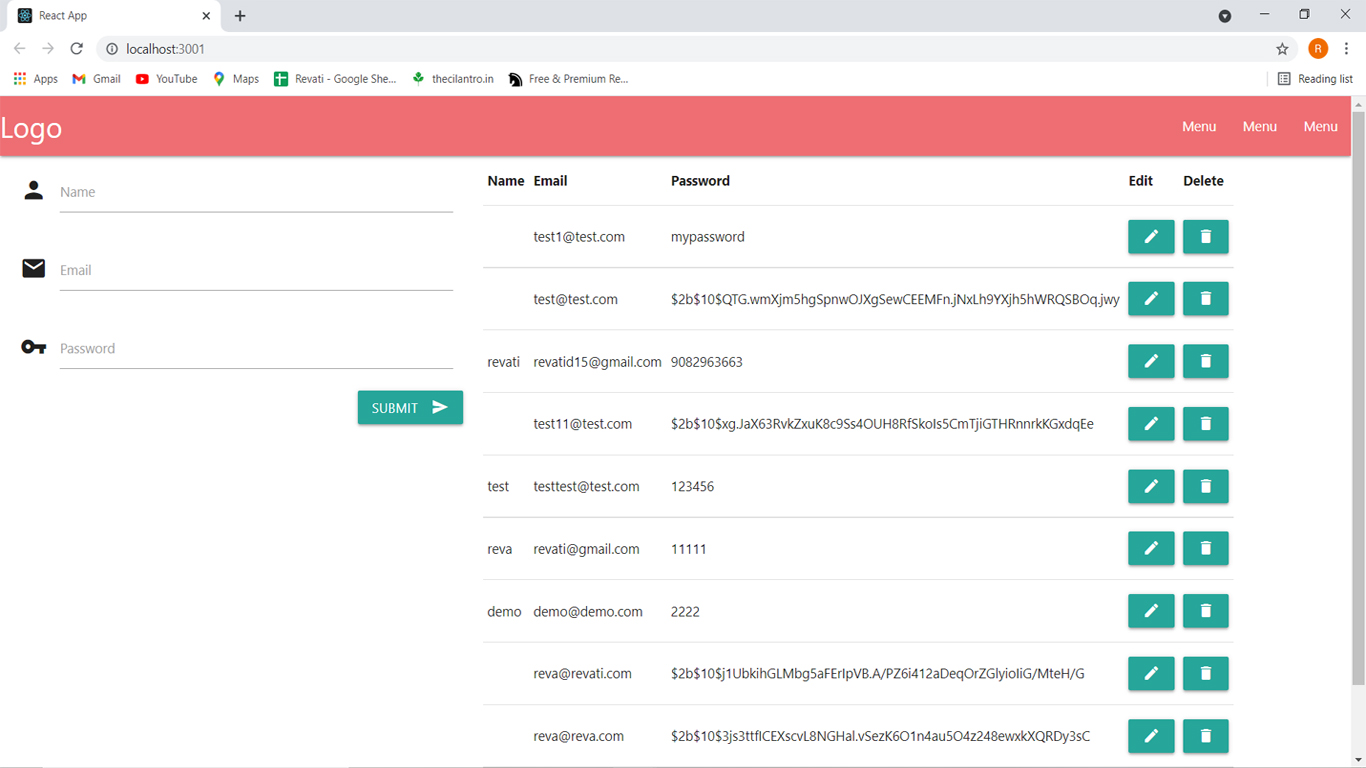 React App
localhost:3001
R
Apps Gmail YouTube Maps Revati - Google She... thecilantro.in Free & Premium Re... Reading list
Logo Menu Menu Menu
Name
Email
Password
SUBMIT
Name Email Password Edit Delete
test1@test.com mypassword
test@test.com $2b$10$QTG.wmXjm5hgSpnwOJXgSewCEEMFn.jNxLh9YXjh5hWRQSBOq.jwy
revati revatid15@gmail.com 9082963663
test11@test.com $2b$10$xg.JaX63RvkZxuK8c9Ss4OUH8RfSkoIs5CmTjiGTHRnnrkKGxdqEe
test testtest@test.com 123456
reva revati@gmail.com 11111
demo demo@demo.com 2222
reva@revati.com $2b$10$j1UbkihGLMbg5aFErIpVB.A/PZ6i412aDeqOrZGlyioIiG/MteH/G
reva@reva.com $2b$10$3js3ttfICEXscvL8NGHal.vSezK6O1n4au5O4z248ewxkXQRDy3sC